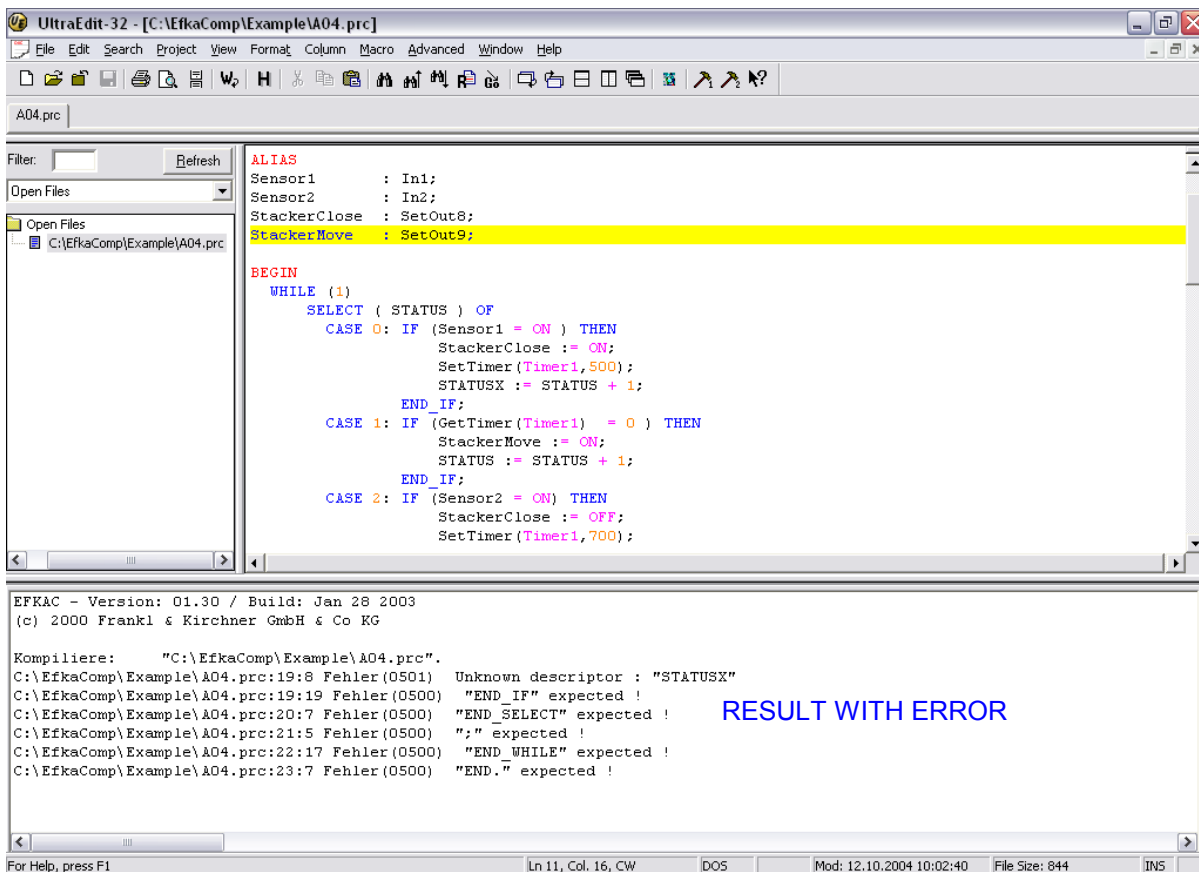 UltraEdit-32 - [C:\EfkaComp\Example\A04.prc]
File Edit Search Project View Format Column Macro Advanced Window Help
A04.prc
Filter: Refresh
Open Files
Open Files
C:\EfkaComp\Example\A04.prc
ALIAS
Sensor1 : In1;
Sensor2 : In2;
StackerClose : SetOut8;
StackerMove : SetOut9;
BEGIN
WHILE (1)
SELECT ( STATUS ) OF
CASE 0: IF (Sensor1 = ON ) THEN
StackerClose := ON;
SetTimer(Timer1,500);
STATUSX := STATUS + 1;
END_IF;
CASE 1: IF (GetTimer(Timer1) = 0 ) THEN
StackerMove := ON;
STATUS := STATUS + 1;
END_IF;
CASE 2: IF (Sensor2 = ON) THEN
StackerClose := OFF;
SetTimer(Timer1,700);
EFKAC - Version: 01.30 / Build: Jan 28 2003
(c) 2000 Frankl & Kirchner GmbH & Co KG
Kompiliere: "C:\EfkaComp\Example\A04.prc".
C:\EfkaComp\Example\A04.prc:19:8 Fehler(0501) Unknown descriptor : "STATUSX"
C:\EfkaComp\Example\A04.prc:19:19 Fehler(0500) "END_IF" expected !
C:\EfkaComp\Example\A04.prc:20:7 Fehler(0500) "END_SELECT" expected !
C:\EfkaComp\Example\A04.prc:21:5 Fehler(0500) ";" expected !
C:\EfkaComp\Example\A04.prc:22:17 Fehler(0500) "END_WHILE" expected !
C:\EfkaComp\Example\A04.prc:23:7 Fehler(0500) "END." expected !
RESULT WITH ERROR
For Help, press F1 Ln 11, Col. 16, CW DOS Mod: 12.10.2004 10:02:40 File Size: 844 INS